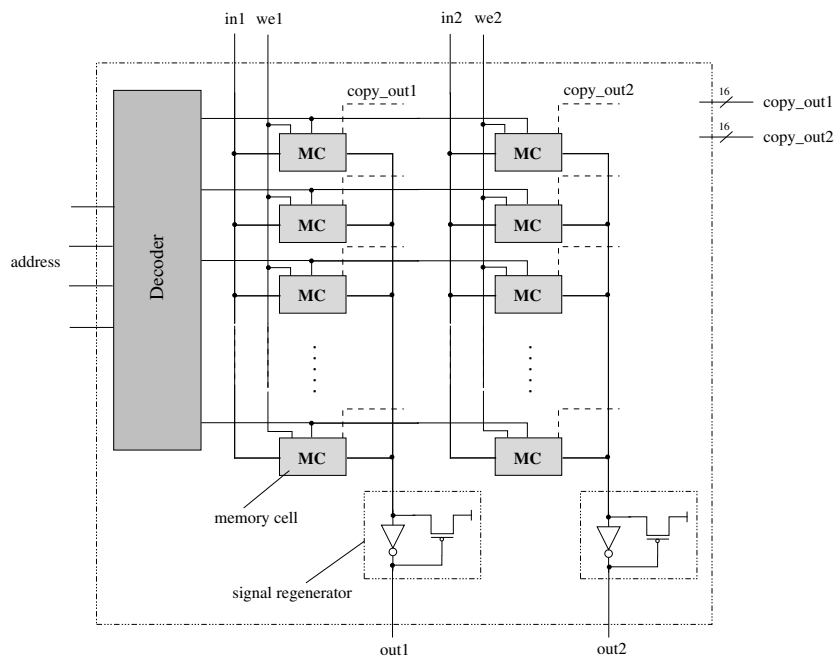 in1 we1 in2 we2
copy_out1 copy_out2
16 copy_out1
16 copy_out2
MC MC
MC MC
address
Decoder
MC MC
MC MC
memory cell
signal regenerator
out1 out2